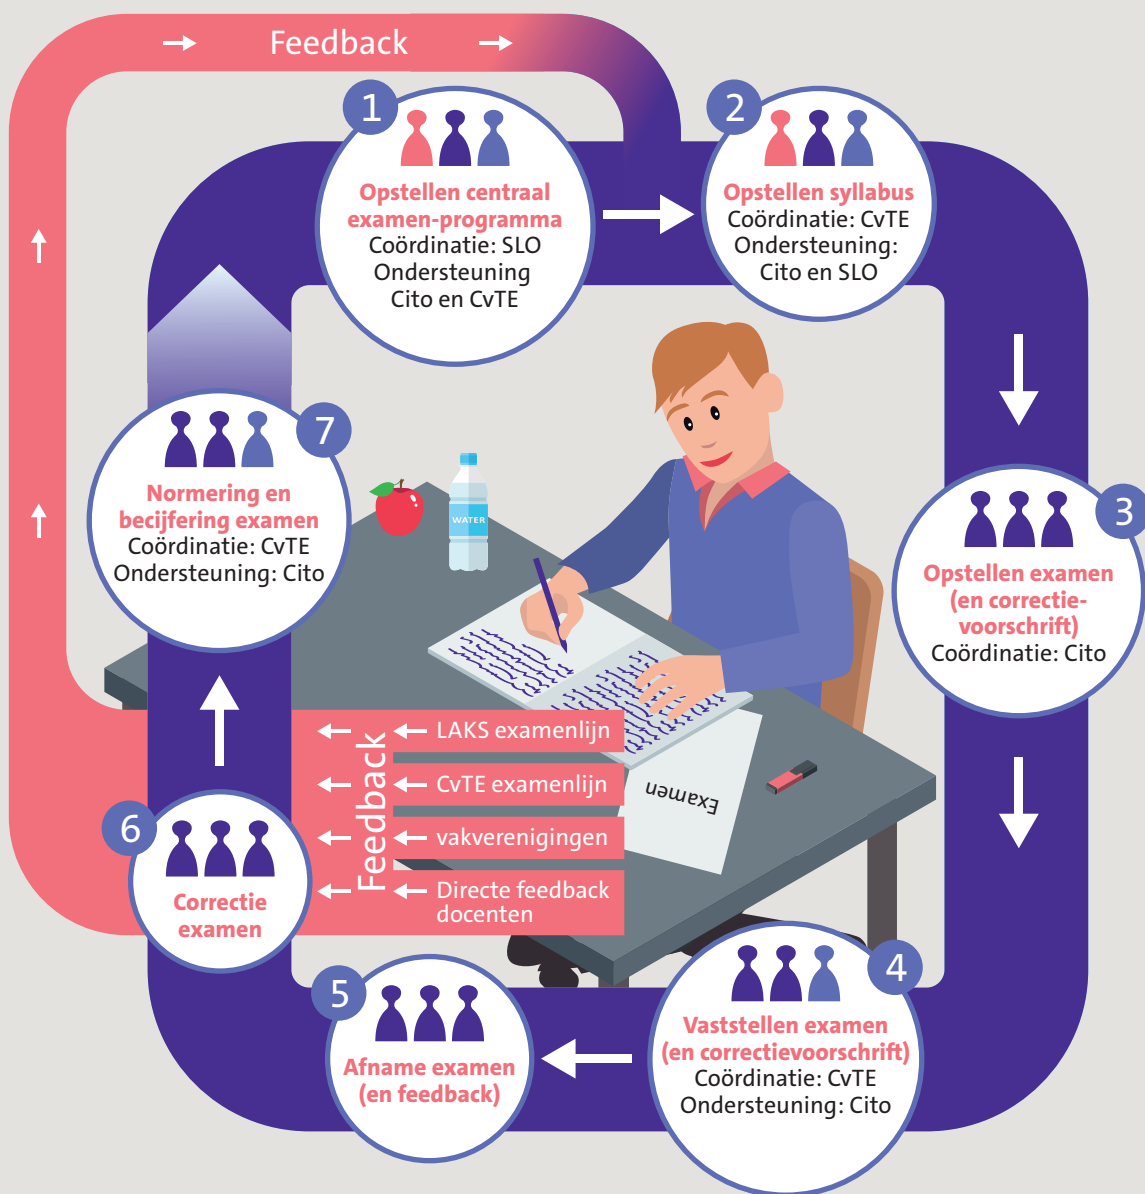 Feedback
1
Opstellen centraal
examen-programma
Coördinatie: SLO
Ondersteuning
Cito en CvTE
2
Opstellen syllabus
Coördinatie: CvTE
Ondersteuning:
Cito en SLO
3
Opstellen examen
(en correctie-
voorschrift)
Coördinatie: Cito
4
Vaststellen examen
(en correctievoorschrift)
Coördinatie: CvTE
Ondersteuning: Cito
5
Afname examen
(en feedback)
6
Correctie
examen
7
Normering en
becijfering examen
Coördinatie: CvTE
Ondersteuning: Cito
Feedback
LAKS examenlijn
CvTE examenlijn
vakverenigingen
Directe feedback
docenten
WATER
Examen